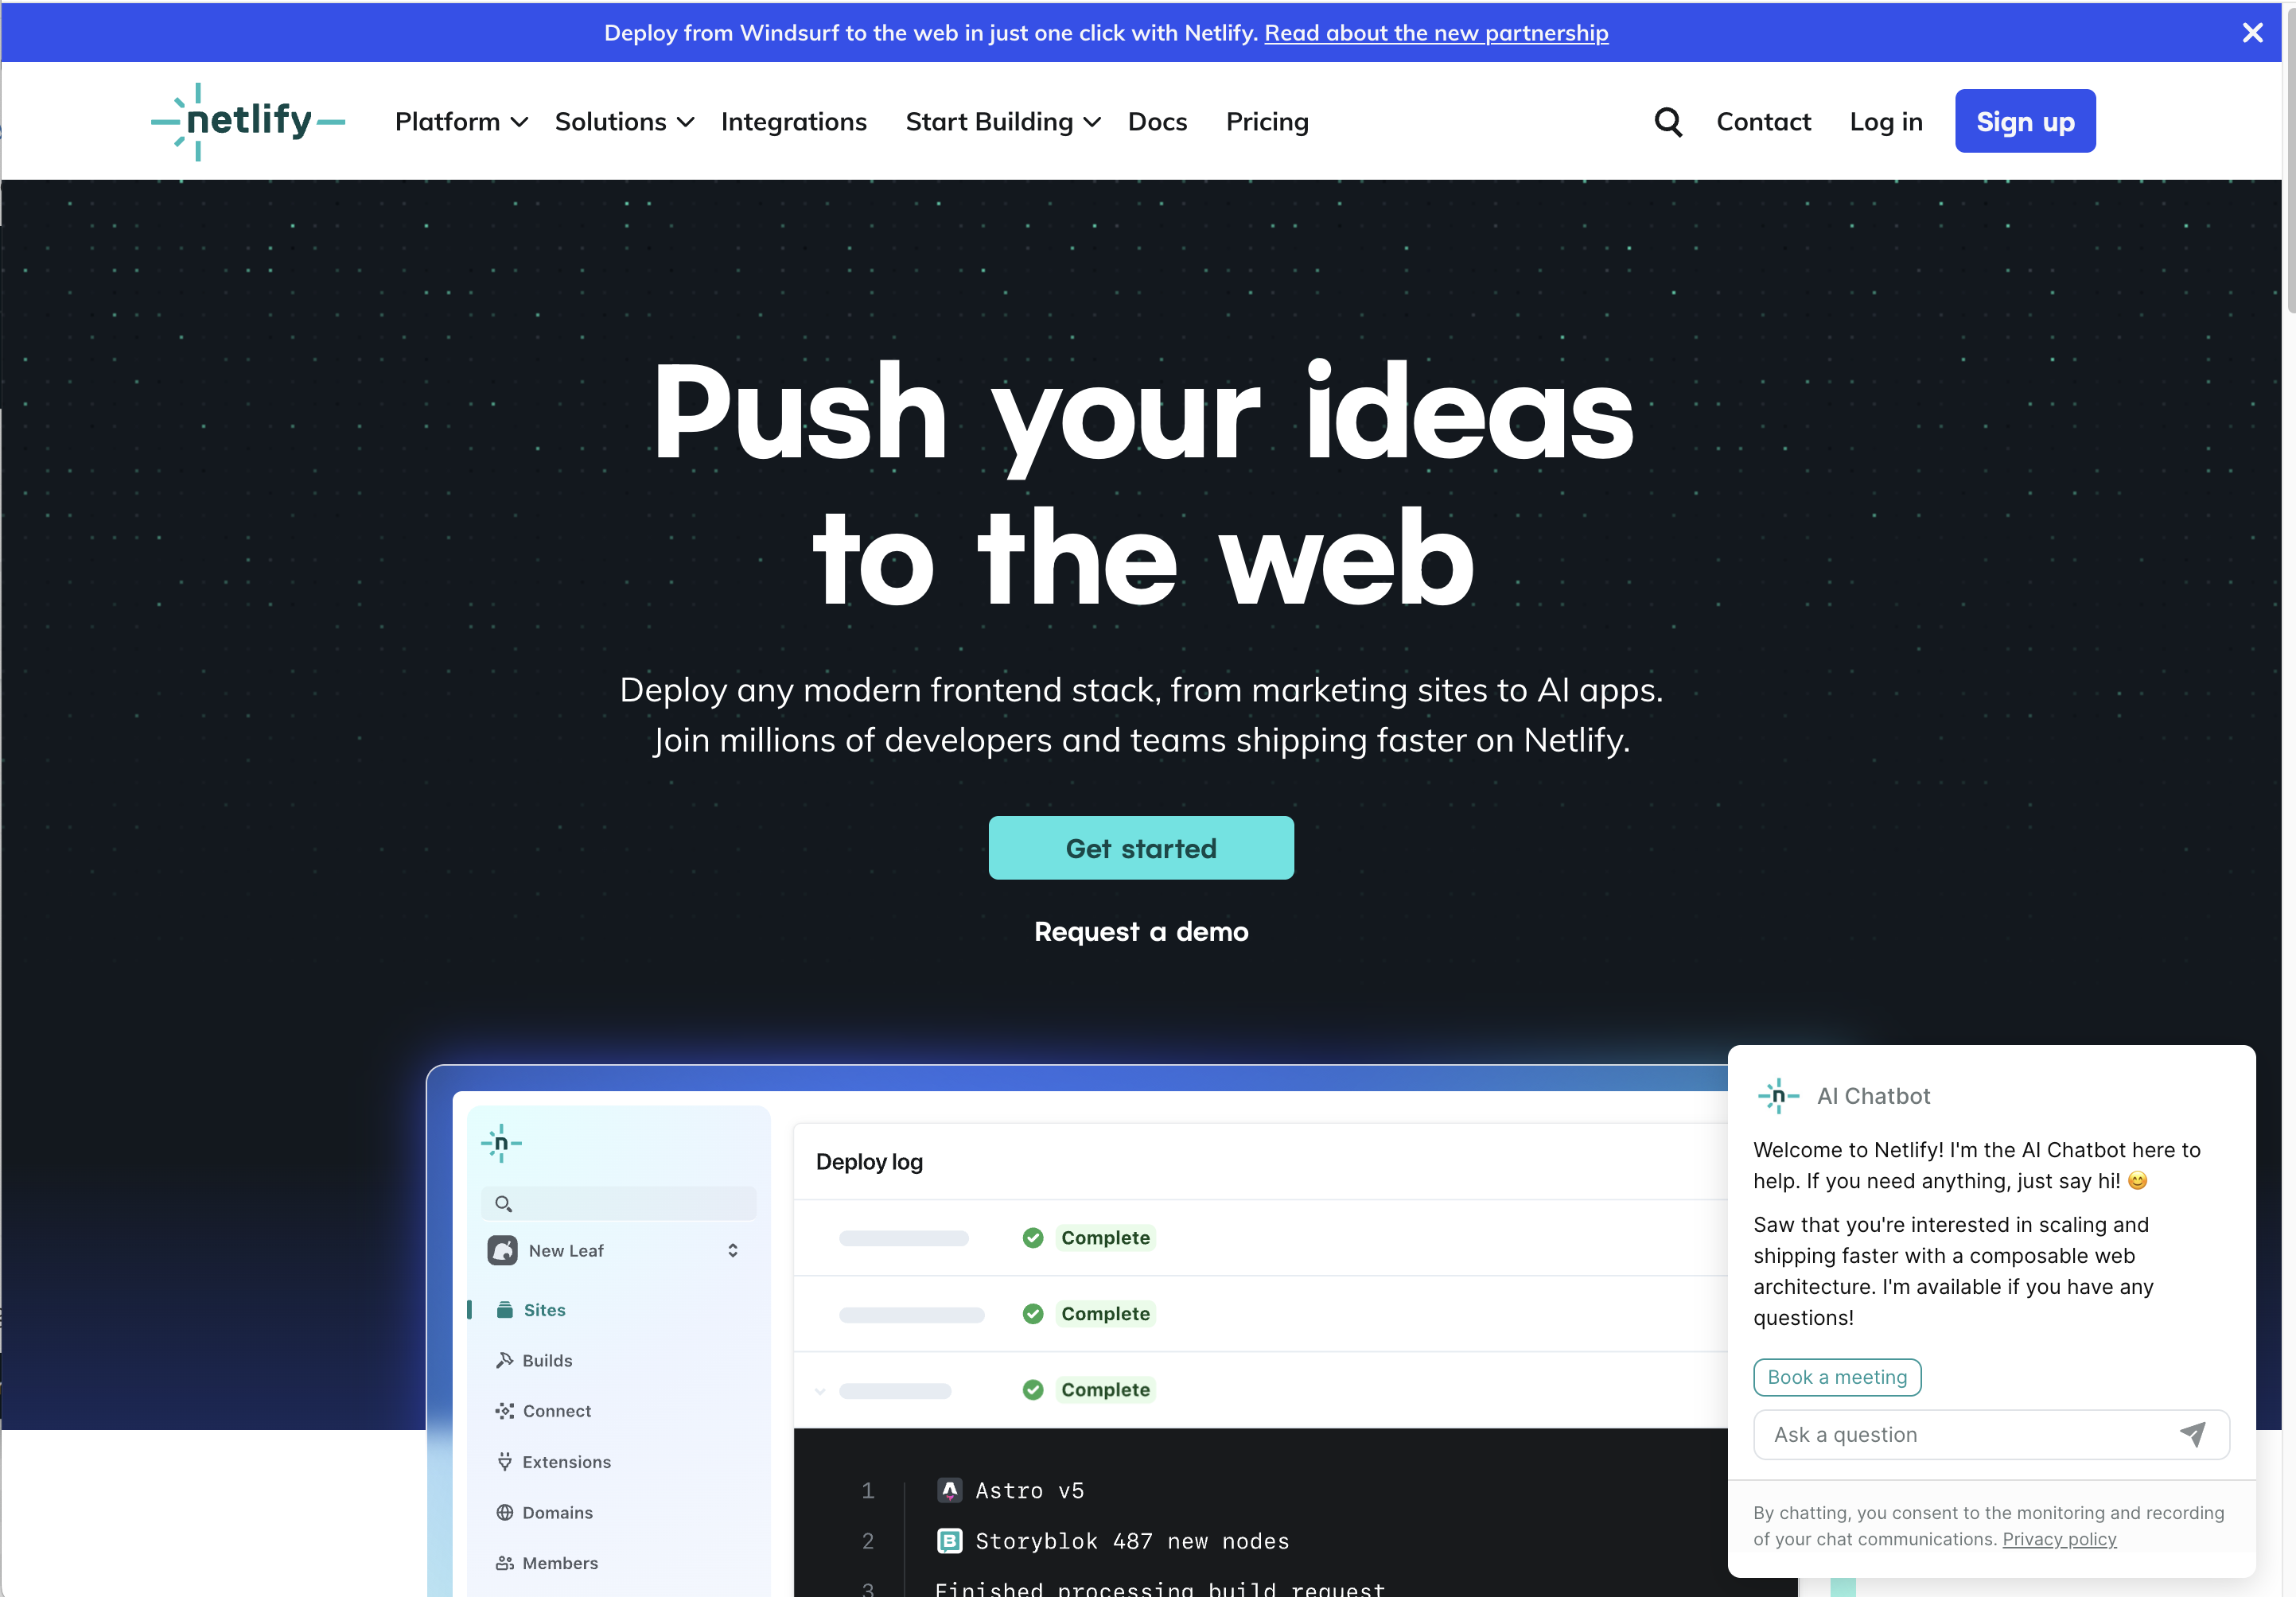 Deploy from Windsurf to the web in just one click with Netlify. Read about the new partnership
netlify
Platform
Solutions
Integrations
Start Building
Docs
Pricing
Contact
Log in
Sign up
Push your ideas
to the web
Deploy any modern frontend stack, from marketing sites to AI apps.
Join millions of developers and teams shipping faster on Netlify.
Get started
Request a demo
n
New Leaf
Sites
Builds
Connect
Extensions
Domains
Members
Deploy log
Complete
Complete
Complete
1 Astro v5
2 B Storyblok 487 new nodes
3 Finished processing build request
n AI Chatbot
Welcome to Netlify! I'm the AI Chatbot here to
help. If you need anything, just say hi! 😊
Saw that you're interested in scaling and
shipping faster with a composable web
architecture. I'm available if you have any
questions!
Book a meeting
Ask a question
By chatting, you consent to the monitoring and recording
of your chat communications. Privacy policy